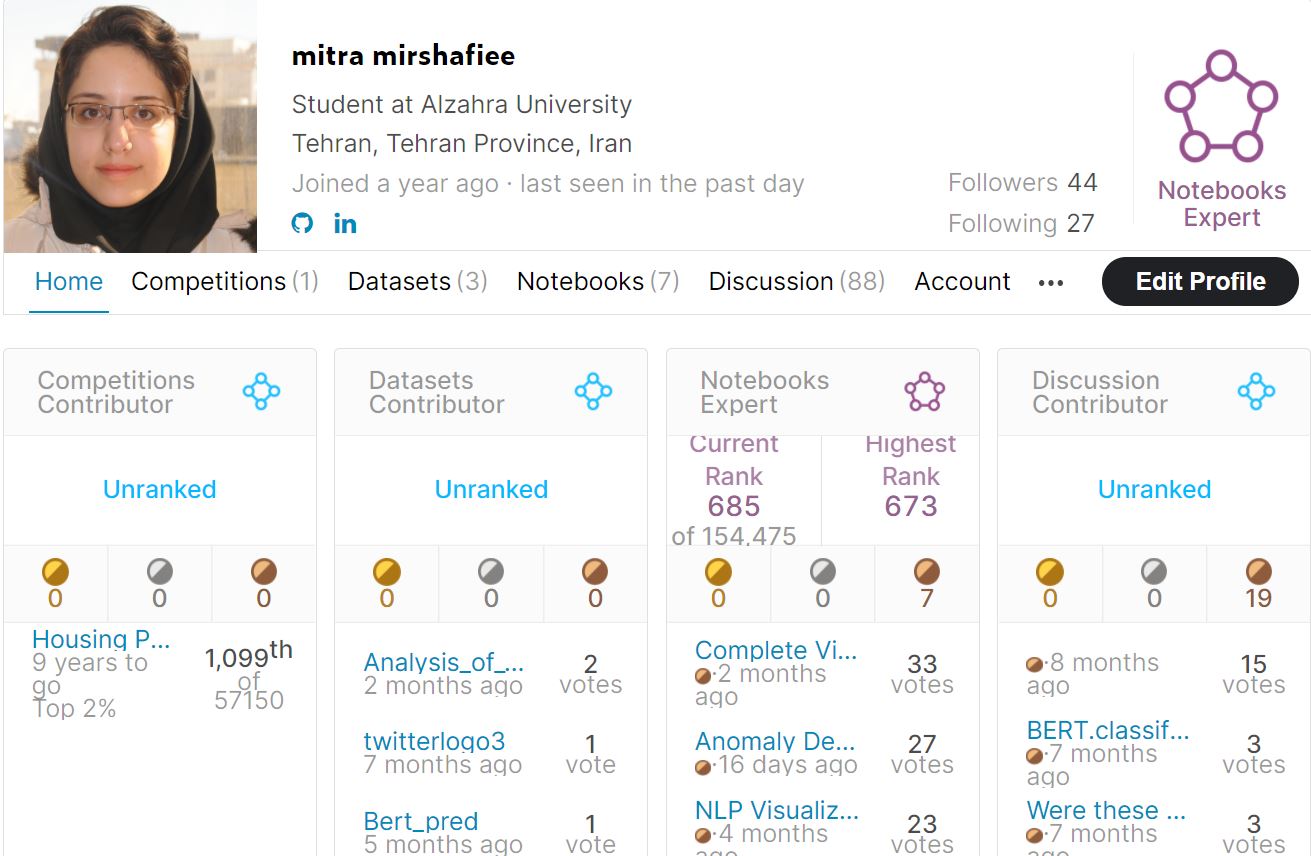 mitra mirshafiee
Student at Alzahra University
Tehran, Tehran Province, Iran
Joined a year ago · last seen in the past day
in
Followers 44
Following 27
Notebooks
Expert
Home
Competitions (1)
Datasets (3)
Notebooks (7)
Discussion (88)
Account
•••
Edit Profile
Competitions
Contributor
Unranked
0
0
0
Housing P...
9 years to
go
Top 2%
1,099th
of
57150
Datasets
Contributor
Unranked
0
0
0
Analysis_of_...
2 months ago
2
votes
twitterlogo3
7 months ago
1
vote
Bert_pred
5 months ago
1
vote
Notebooks
Expert
Current
Rank
685
of 154,475
Highest
Rank
673
0
0
7
Complete Vi...
·2 months
ago
33
votes
Anomaly De...
·16 days ago
27
votes
NLP Visualiz...
·4 months
ago
23
votes
Discussion
Contributor
Unranked
0
0
19
·8 months
ago
15
votes
BERT.classif...
·7 months
ago
3
votes
Were these ...
·7 months
ago
3
votes